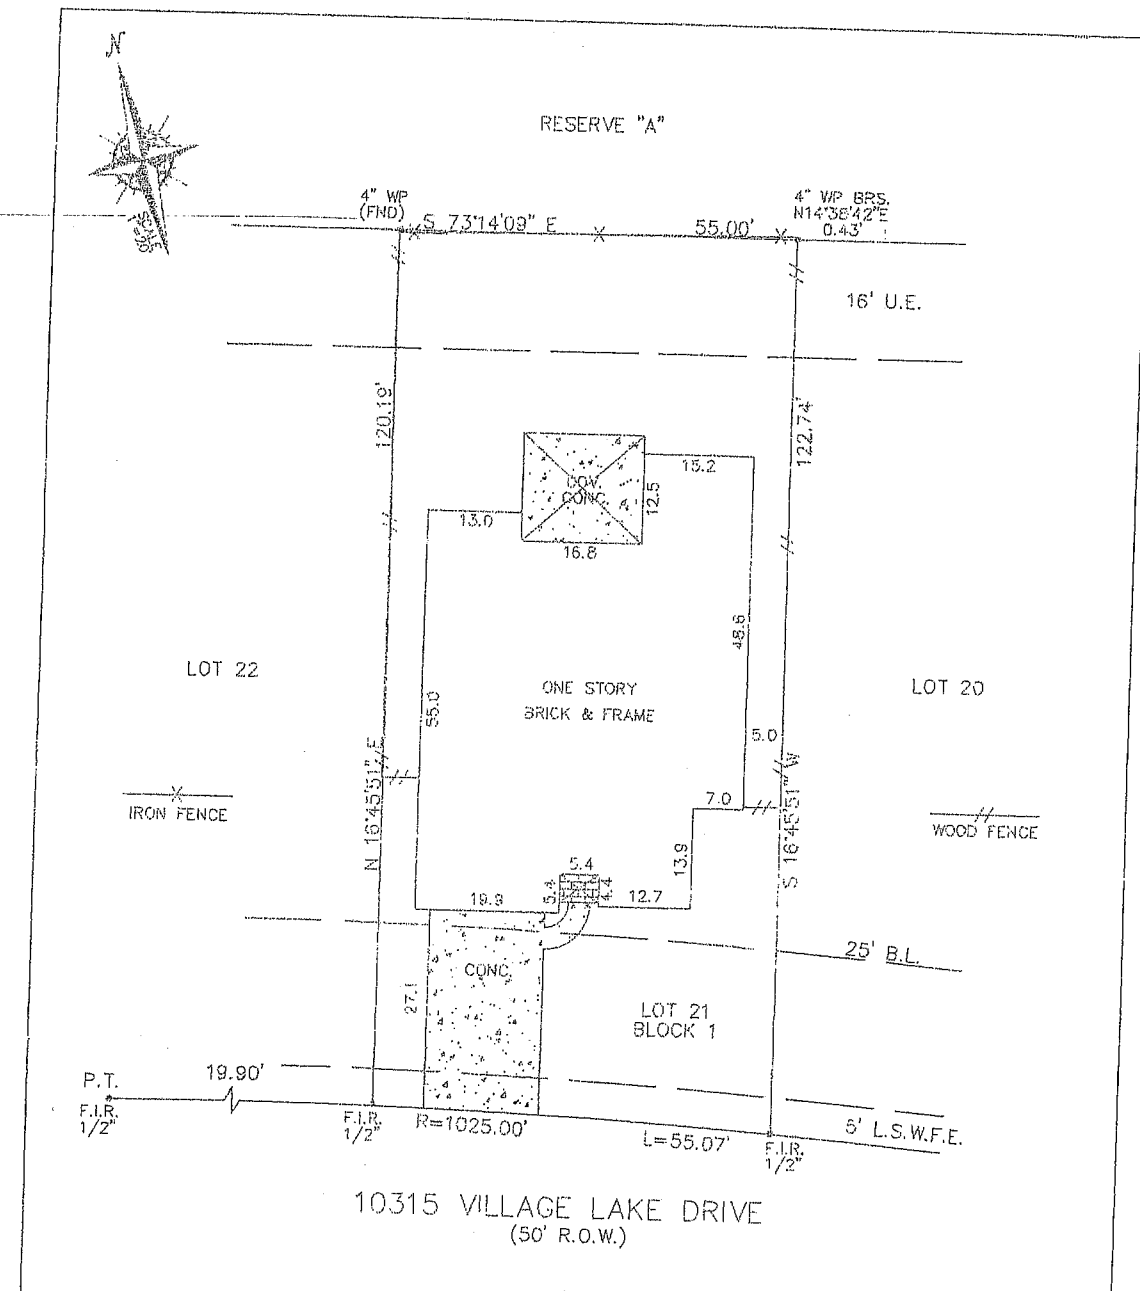 N
SCALE
1"=20'
RESERVE "A"
4" WP
(FND)
S 73°14'09" E
55.00'
4" WP BRS.
N14°38'42"E
0.43'
16' U.E.
120.19'
122.74'
COV.
CONC.
15.2
12.5
13.0
16.8
48.6
55.0
LOT 22
ONE STORY
BRICK & FRAME
LOT 20
5.0
N 16°45'51" E
S 16°45'51" W
7.0
IRON FENCE
WOOD FENCE
13.9
5.4
5.4
4.4
19.9
12.7
25' B.L.
CONC.
27.1
LOT 21
BLOCK 1
P.T.
19.90'
F.I.R.
1/2"
F.I.R.
1/2"
R=1025.00'
L=55.07'
L.S.W.F.E.
F.I.R.
1/2"
10315 VILLAGE LAKE DRIVE
(50' R.O.W.)